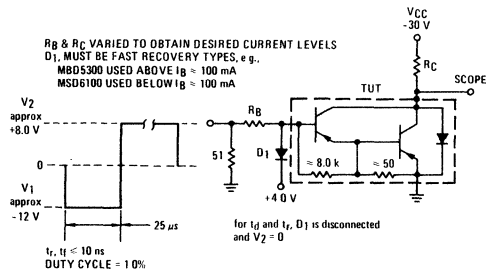 RB & RC VARIED TO OBTAIN DESIRED CURRENT LEVELS
D1, MUST BE FAST RECOVERY TYPES, e.g.,
MBD5300 USED ABOVE IB ≈ 100 mA
MSD6100 USED BELOW IB ≈ 100 mA
VCC
-30 V
RC
SCOPE
TUT
V2
approx
+8.0 V
0
V1
approx
-12 V
25 μs
tr, tf ≤ 10 ns
DUTY CYCLE = 1 0%
RB
51
D1
+4 0 V
≈ 8.0 k
≈ 50
for td and tr, D1 is disconnected
and V2 = 0